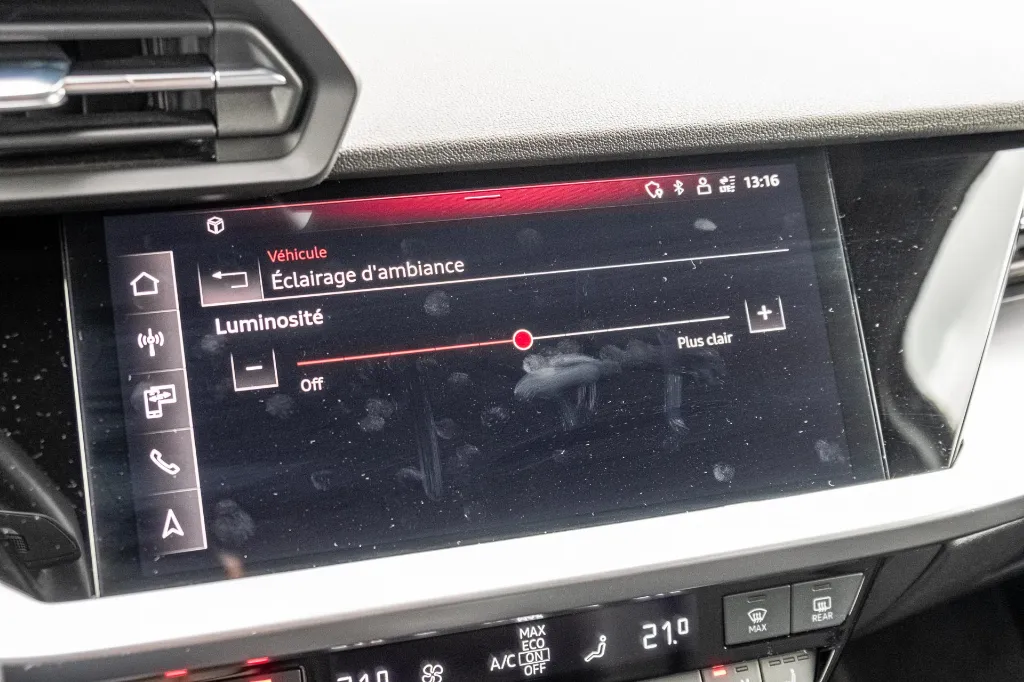 13:16
Véhicule
Éclairage d'ambiance
Luminosité
Plus clair
Off
MAX
ECO
A/C ON
OFF
21.0
MAX
REAR